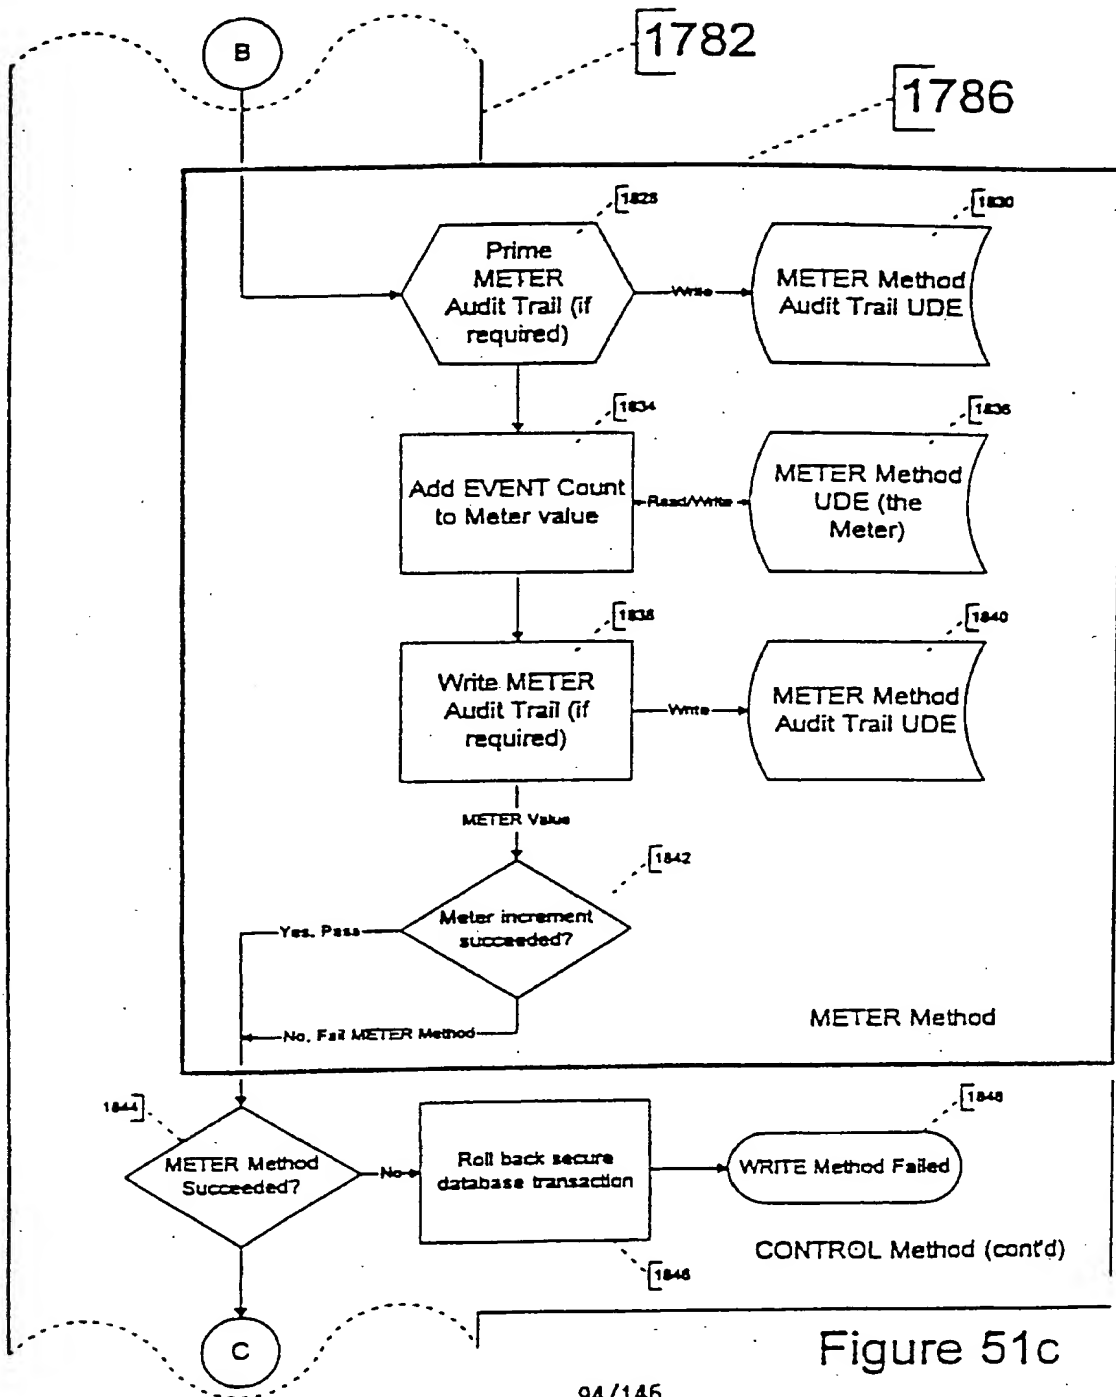 B
1782
1786
1828
Prime
METER
Audit Trail (if
required)
Write
1830
METER Method
Audit Trail UDE
1834
Add EVENT Count
to Meter value
Read/Write
1836
METER Method
UDE (the
Meter)
1838
Write METER
Audit Trail (if
required)
Write
1840
METER Method
Audit Trail UDE
METER Value
1842
Meter increment
succeeded?
Yes, Pass
No, Fail METER Method
METER Method
1844
METER Method
Succeeded?
No
Roll back secure
database transaction
1846
1848
WRITE Method Failed
CONTROL Method (cont'd)
C
Figure 51c
94/146